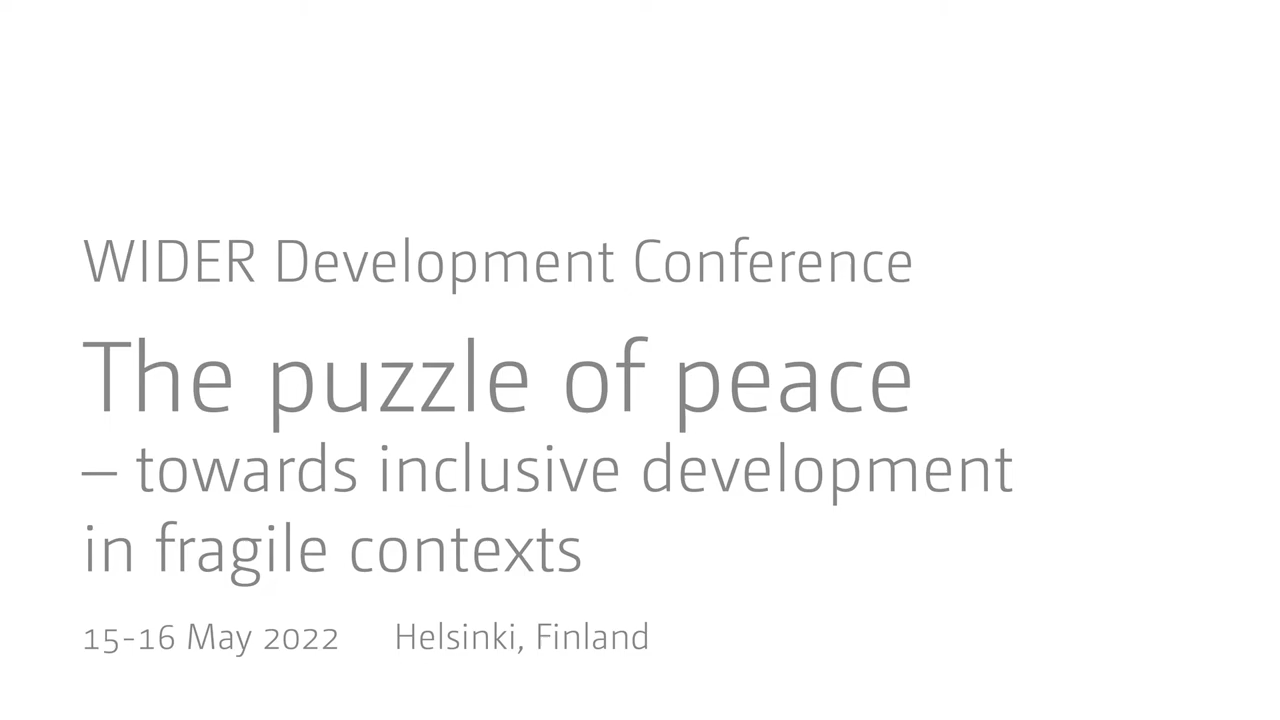 WIDER Development Conference
The puzzle of peace
– towards inclusive development
in fragile contexts
15-16 May 2022 Helsinki, Finland